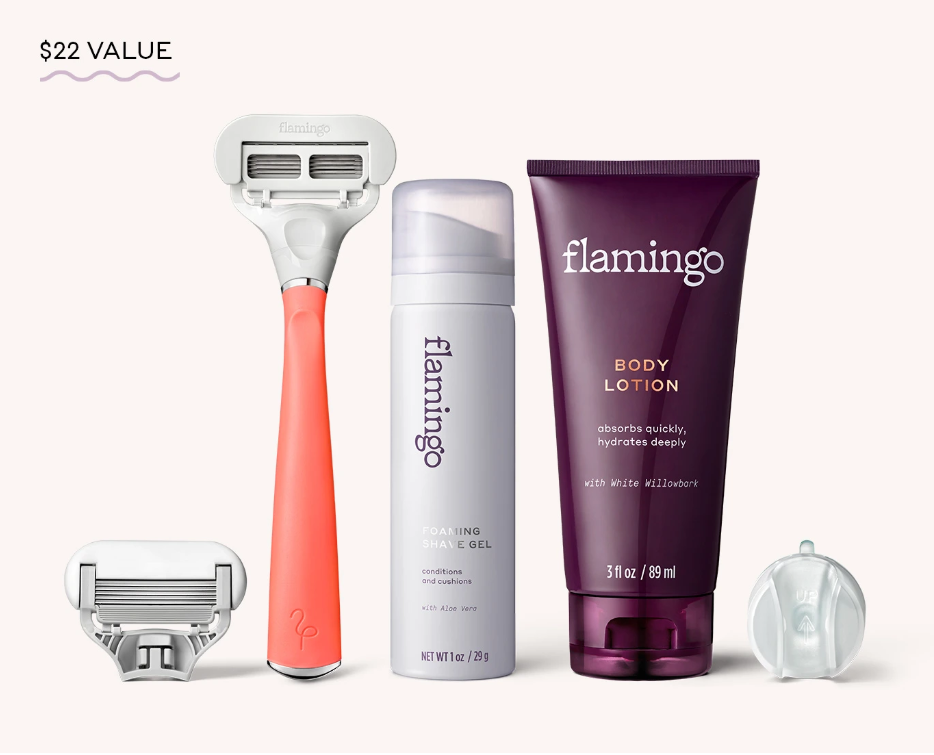 $22 VALUE
flamingo
flamingo
FOAMING
SHAVE GEL
conditions
and cushions
with Aloe Vera
NET WT 1 oz / 29 g
flamingo
BODY
LOTION
absorbs quickly,
hydrates deeply
with White Willowbark
3 fl oz / 89 ml
UP